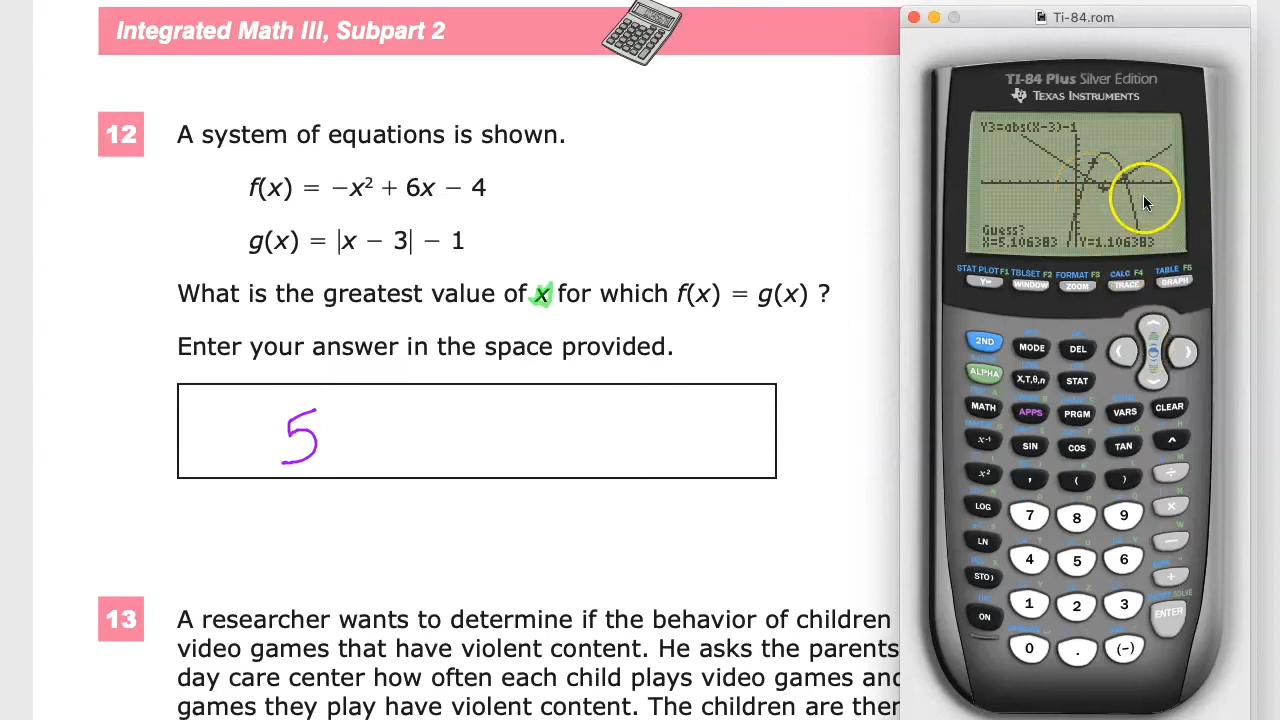 Integrated Math III, Subpart 2
12
A system of equations is shown.
f(x) = −x² + 6x − 4
g(x) = |x − 3| − 1
What is the greatest value of x for which f(x) = g(x) ?
Enter your answer in the space provided.
5
13
A researcher wants to determine if the behavior of children
video games that have violent content. He asks the parents
day care center how often each child plays video games and
games they play have violent content. The children are ther
Ti-84.rom
TI-84 Plus Silver Edition
TEXAS INSTRUMENTS
Y3=abs(X-3)-1
Guess?
X=5.106383 Y=1.106383
STAT PLOT F1 TBLSET F2 FORMAT F3 CALC F4 TABLE F5
Y= WINDOW ZOOM TRACE GRAPH
2ND MODE DEL
ALPHA X,T,θ,n STAT
MATH APPS PRGM VARS CLEAR
x-1 SIN COS TAN ^
x² , ( ) ÷
LOG 7 8 9 ×
LN 4 5 6 −
STO› 1 2 3 +
ON 0 . (−) ENTER